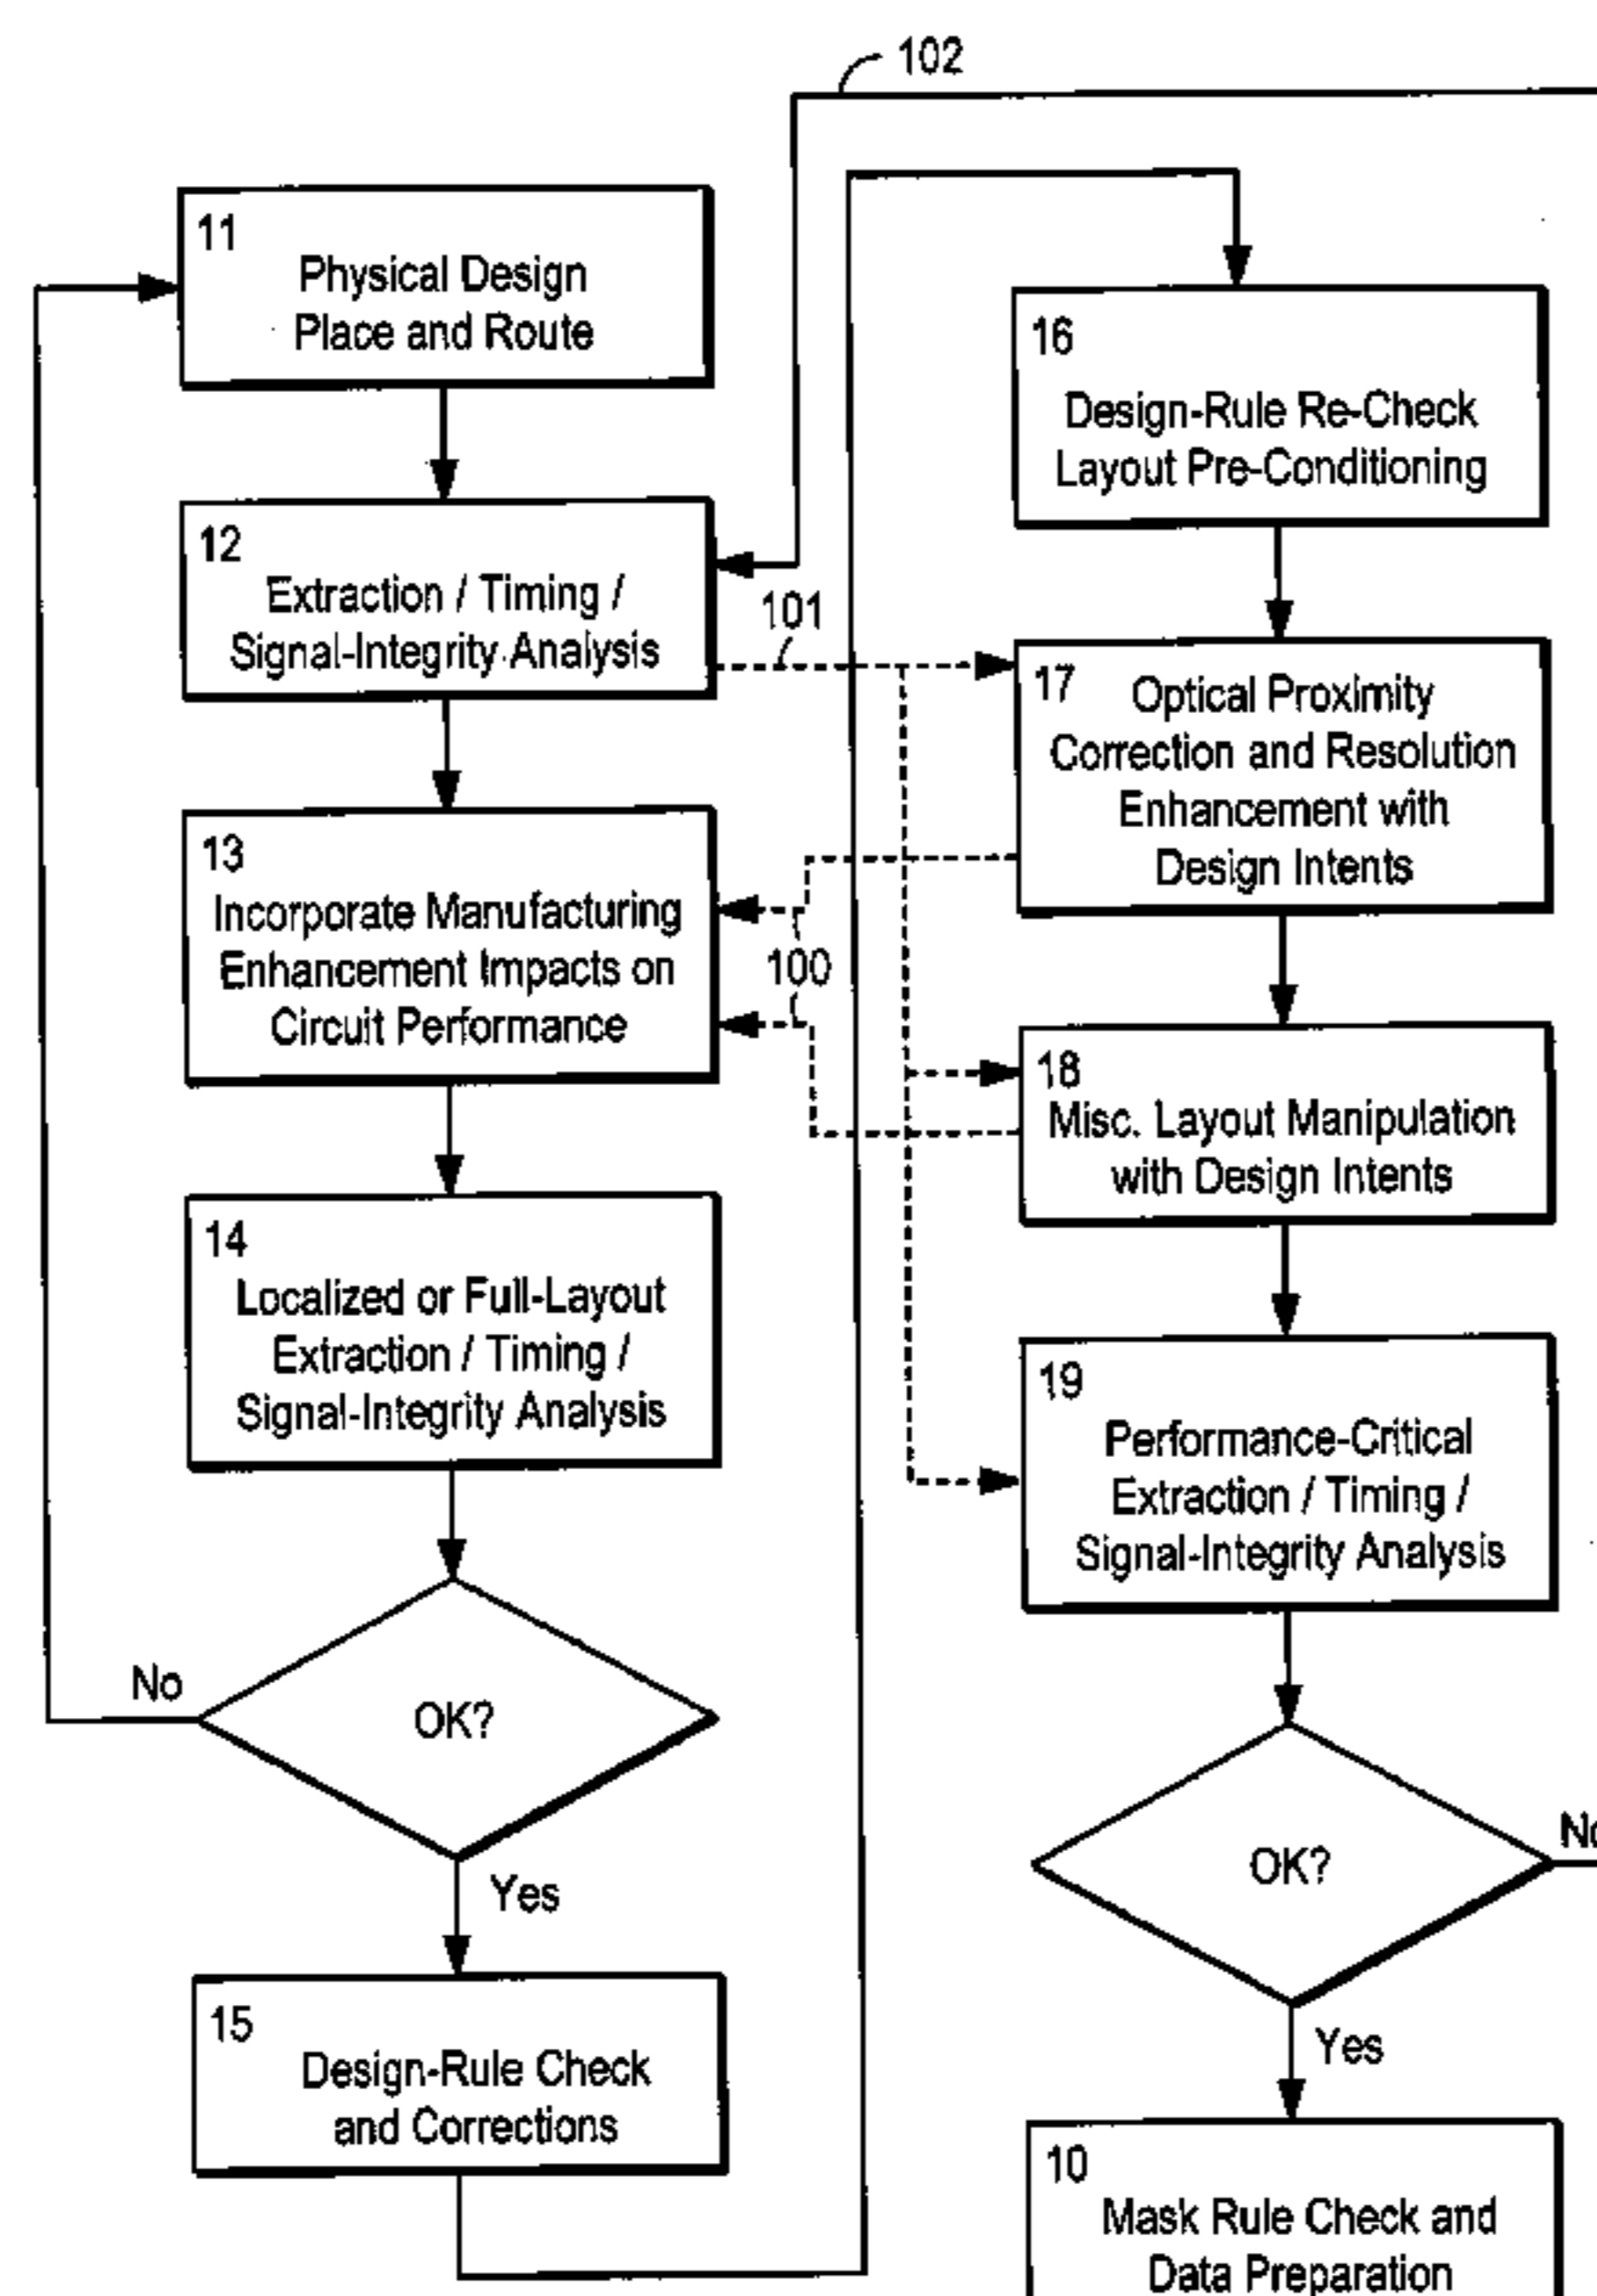 102
11
Physical Design
Place and Route
12
Extraction / Timing /
Signal-Integrity Analysis
101
13
Incorporate Manufacturing
Enhancement Impacts on
Circuit Performance
100
14
Localized or Full-Layout
Extraction / Timing /
Signal-Integrity Analysis
No
OK?
Yes
15
Design-Rule Check
and Corrections
16
Design-Rule Re-Check
Layout Pre-Conditioning
17
Optical Proximity
Correction and Resolution
Enhancement with
Design Intents
18
Misc. Layout Manipulation
with Design Intents
19
Performance-Critical
Extraction / Timing /
Signal-Integrity Analysis
OK?
No
Yes
10
Mask Rule Check and
Data Preparation